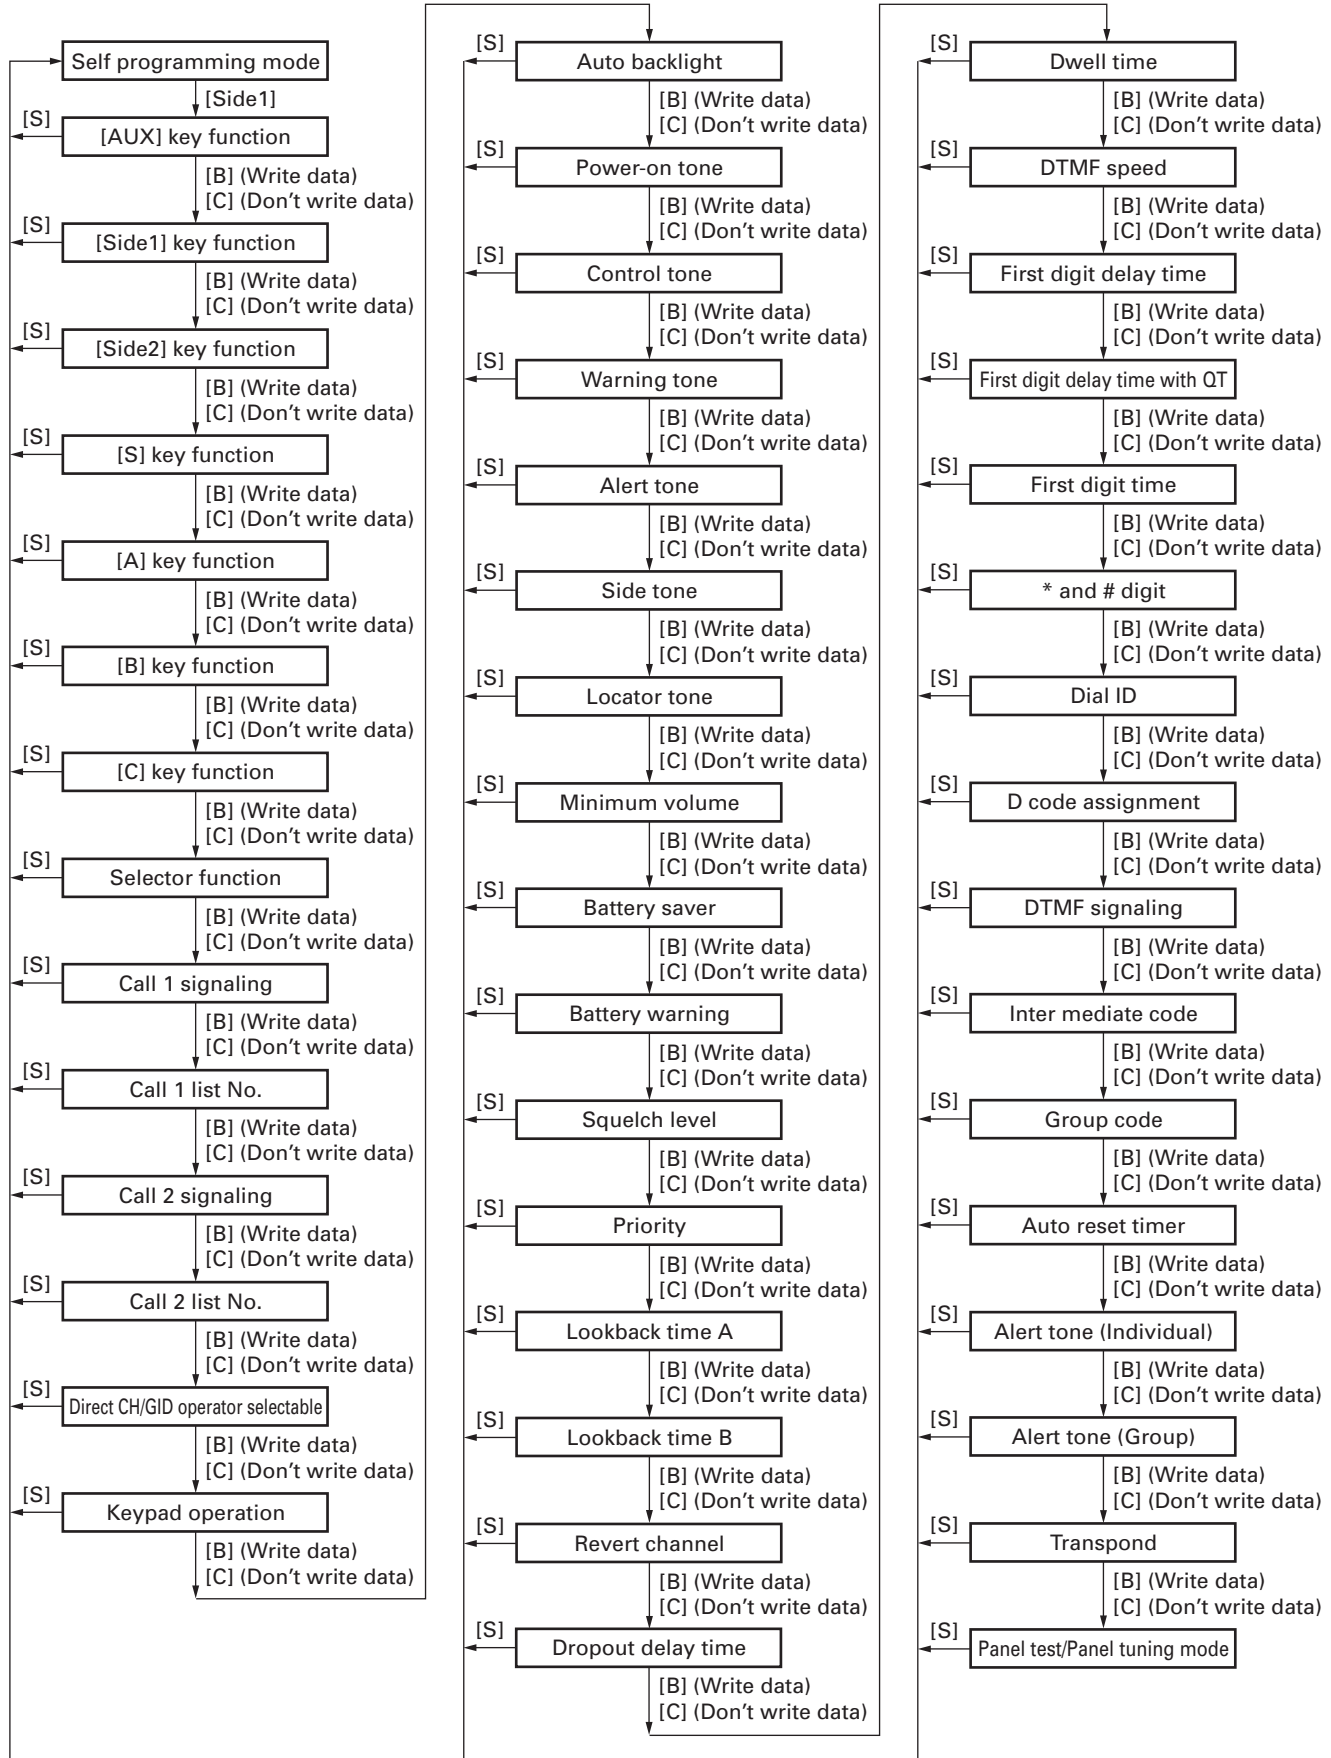 Self programming mode
[Side1]
[S]
[AUX] key function
[B] (Write data)
[C] (Don't write data)
[S]
[Side1] key function
[B] (Write data)
[C] (Don't write data)
[S]
[Side2] key function
[B] (Write data)
[C] (Don't write data)
[S]
[S] key function
[B] (Write data)
[C] (Don't write data)
[S]
[A] key function
[B] (Write data)
[C] (Don't write data)
[S]
[B] key function
[B] (Write data)
[C] (Don't write data)
[S]
[C] key function
[B] (Write data)
[C] (Don't write data)
[S]
Selector function
[B] (Write data)
[C] (Don't write data)
[S]
Call 1 signaling
[B] (Write data)
[C] (Don't write data)
[S]
Call 1 list No.
[B] (Write data)
[C] (Don't write data)
[S]
Call 2 signaling
[B] (Write data)
[C] (Don't write data)
[S]
Call 2 list No.
[B] (Write data)
[C] (Don't write data)
[S]
Direct CH/GID operator selectable
[B] (Write data)
[C] (Don't write data)
[S]
Keypad operation
[B] (Write data)
[C] (Don't write data)
[S]
Auto backlight
[B] (Write data)
[C] (Don't write data)
[S]
Power-on tone
[B] (Write data)
[C] (Don't write data)
[S]
Control tone
[B] (Write data)
[C] (Don't write data)
[S]
Warning tone
[B] (Write data)
[C] (Don't write data)
[S]
Alert tone
[B] (Write data)
[C] (Don't write data)
[S]
Side tone
[B] (Write data)
[C] (Don't write data)
[S]
Locator tone
[B] (Write data)
[C] (Don't write data)
[S]
Minimum volume
[B] (Write data)
[C] (Don't write data)
[S]
Battery saver
[B] (Write data)
[C] (Don't write data)
[S]
Battery warning
[B] (Write data)
[C] (Don't write data)
[S]
Squelch level
[B] (Write data)
[C] (Don't write data)
[S]
Priority
[B] (Write data)
[C] (Don't write data)
[S]
Lookback time A
[B] (Write data)
[C] (Don't write data)
[S]
Lookback time B
[B] (Write data)
[C] (Don't write data)
[S]
Revert channel
[B] (Write data)
[C] (Don't write data)
[S]
Dropout delay time
[B] (Write data)
[C] (Don't write data)
[S]
Dwell time
[B] (Write data)
[C] (Don't write data)
[S]
DTMF speed
[B] (Write data)
[C] (Don't write data)
[S]
First digit delay time
[B] (Write data)
[C] (Don't write data)
[S]
First digit delay time with QT
[B] (Write data)
[C] (Don't write data)
[S]
First digit time
[B] (Write data)
[C] (Don't write data)
[S]
* and # digit
[B] (Write data)
[C] (Don't write data)
[S]
Dial ID
[B] (Write data)
[C] (Don't write data)
[S]
D code assignment
[B] (Write data)
[C] (Don't write data)
[S]
DTMF signaling
[B] (Write data)
[C] (Don't write data)
[S]
Inter mediate code
[B] (Write data)
[C] (Don't write data)
[S]
Group code
[B] (Write data)
[C] (Don't write data)
[S]
Auto reset timer
[B] (Write data)
[C] (Don't write data)
[S]
Alert tone (Individual)
[B] (Write data)
[C] (Don't write data)
[S]
Alert tone (Group)
[B] (Write data)
[C] (Don't write data)
[S]
Transpond
[B] (Write data)
[C] (Don't write data)
[S]
Panel test/Panel tuning mode